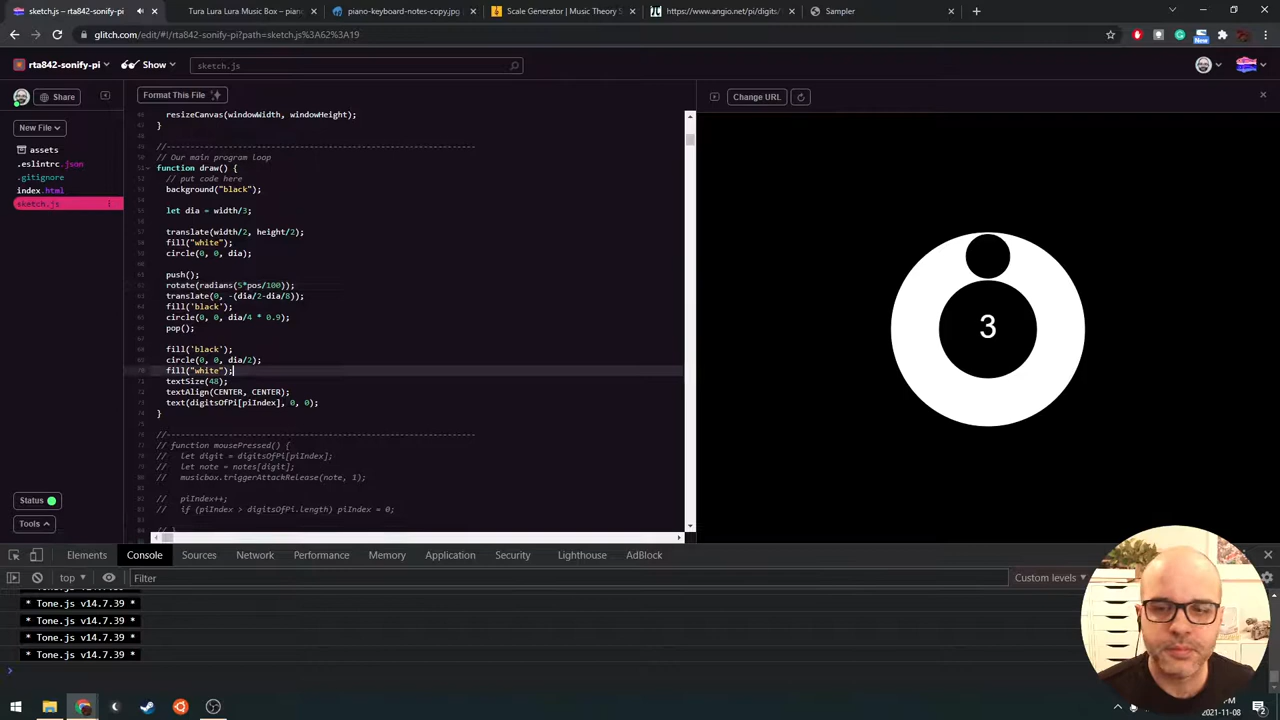 sketch.js – rta842-sonify-pi
Tura Lura Lura Music Box – piano
piano-keyboard-notes-copy.jpg
Scale Generator | Music Theory S
https://www.angio.net/pi/digits/
Sampler
glitch.com/edit/#!/rta842-sonify-pi?path=sketch.js%3A62%3A19
New
rta842-sonify-pi
Show
sketch.js
Share
Format This File
Change URL
New File
assets
.eslintrc.json
.gitignore
index.html
sketch.js
resizeCanvas(windowWidth, windowHeight);
}
//----------------------------------------------------------------------
// Our main program loop
function draw() {
// put code here
background("black");
let dia = width/3;
translate(width/2, height/2);
fill("white");
circle(0, 0, dia);
push();
rotate(radians(5*pos/100));
translate(0, -(dia/2-dia/8));
fill('black');
circle(0, 0, dia/4 * 0.9);
pop();
fill('black');
circle(0, 0, dia/2);
fill("white");
textSize(48);
textAlign(CENTER, CENTER);
text(digitsOfPi[piIndex], 0, 0);
}
//----------------------------------------------------------------------
// function mousePressed() {
// let digit = digitsOfPi[piIndex];
// let note = notes[digit];
// musicbox.triggerAttackRelease(note, 1);
// piIndex++;
// if (piIndex > digitsOfPi.length) piIndex = 0;
// }
3
Status
Tools
Elements
Console
Sources
Network
Performance
Memory
Application
Security
Lighthouse
AdBlock
top
Filter
Custom levels
* Tone.js v14.7.39 *
* Tone.js v14.7.39 *
* Tone.js v14.7.39 *
* Tone.js v14.7.39 *
2021-11-08